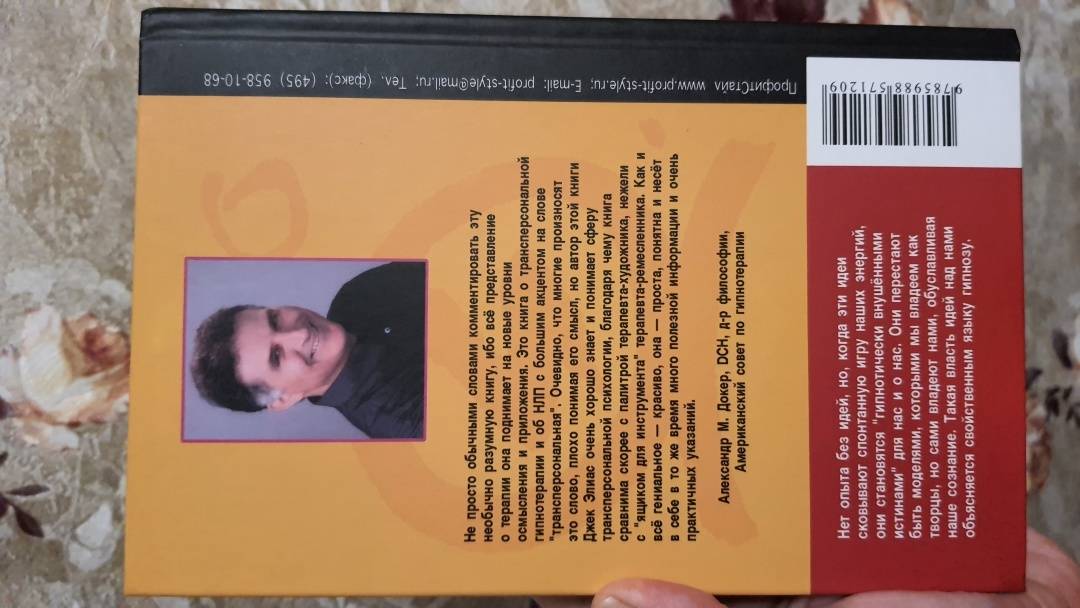 Не просто обычными словами комментировать эту
необычно разумную книгу, ибо всё представление
о терапии она поднимает на новые уровни
осмысления и приложения. Это книга о трансперсональной
гипнотерапии и об НЛП с большим акцентом на слове
"трансперсональная". Очевидно, что многие произносят
это слово, плохо понимая его смысл, но автор этой книги
Джек Элиас очень хорошо знает и понимает сферу
трансперсональной психологии, благодаря чему книга
сравнима скорее с палитрой терапевта-художника, нежели
с "ящиком для инструмента" терапевта-ремесленника. Как и
всё гениальное — красиво, она — проста, понятна и несёт
в себе в то же время много полезной информации и очень
практичных указаний.
Александр М. Докер, DCH, д-р философии,
Американский совет по гипнотерапии
Нет опыта без идей, но, когда эти идеи
сковывают спонтанную игру наших энергий,
они становятся "гипнотически внушёнными
истинами" для нас и о нас. Они перестают
быть моделями, которыми мы владеем как
творцы, но сами владеют нами, обуславливая
наше сознание. Такая власть идей над нами
объясняется свойственным языку гипнозу.
ПрофитСтайл www.profit-style.ru; E-mail: profit-style@mail.ru; Тел. (факс): (495) 958-10-68
9 785988 571209